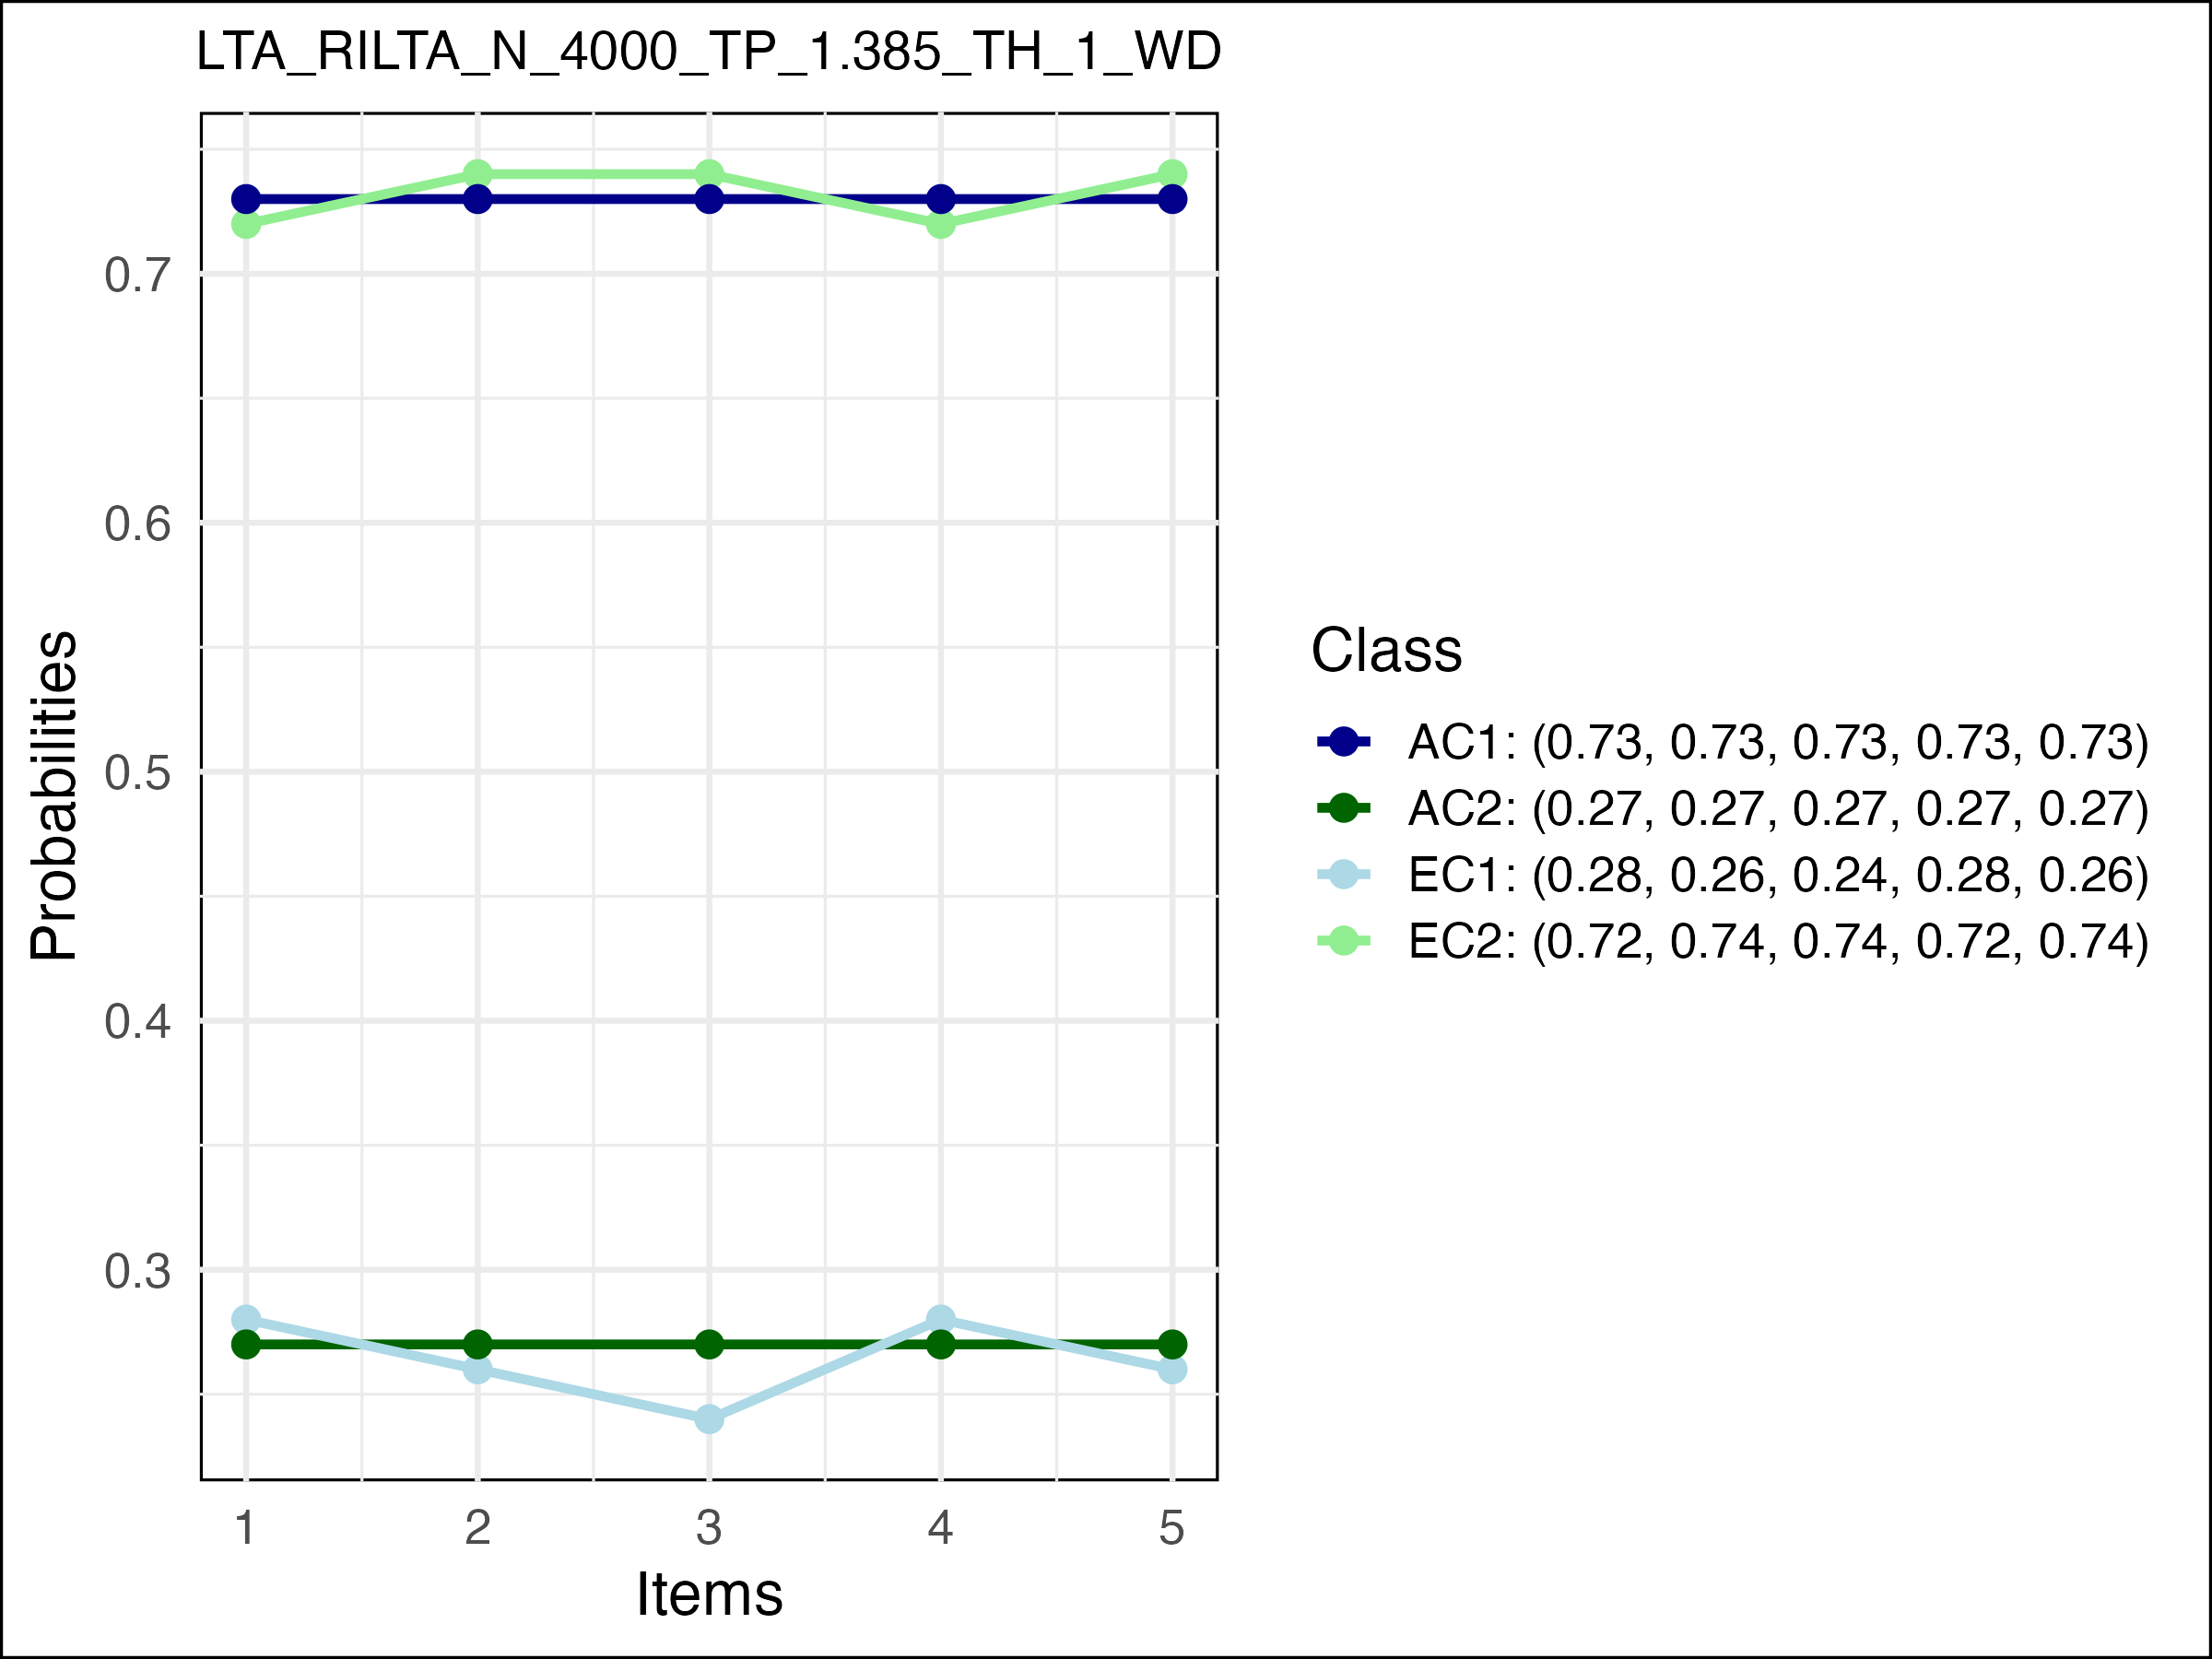 LTA_RILTA_N_4000_TP_1.385_TH_1_WD
Probabilities
0.7
0.6
0.5
0.4
0.3
1 2 3 4 5
Items
Class
AC1: (0.73, 0.73, 0.73, 0.73, 0.73)
AC2: (0.27, 0.27, 0.27, 0.27, 0.27)
EC1: (0.28, 0.26, 0.24, 0.28, 0.26)
EC2: (0.72, 0.74, 0.74, 0.72, 0.74)